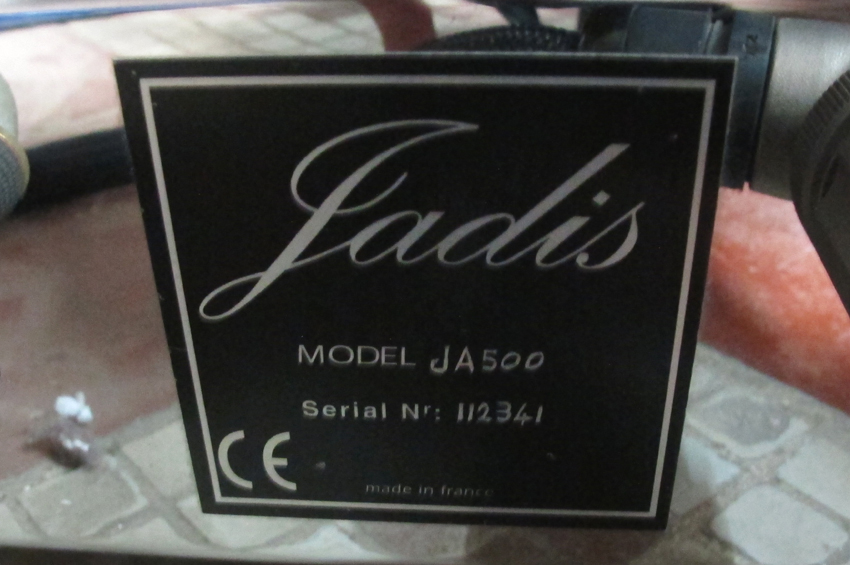 Jadis
MODEL JA500
Serial Nr: 112341
CE
made in france